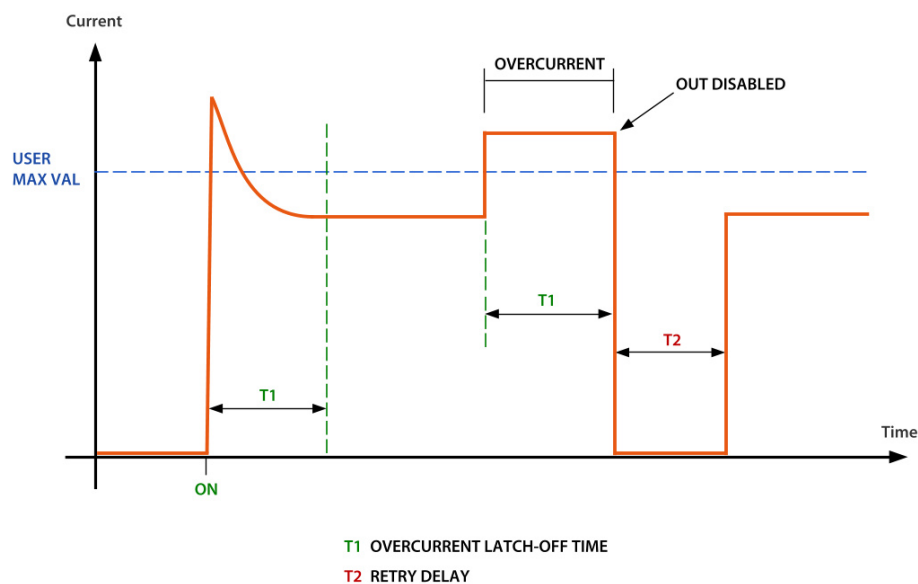 Current
OVERCURRENT
OUT DISABLED
USER
MAX VAL
T1
T2
T1
Time
ON
T1 OVERCURRENT LATCH-OFF TIME
T2 RETRY DELAY